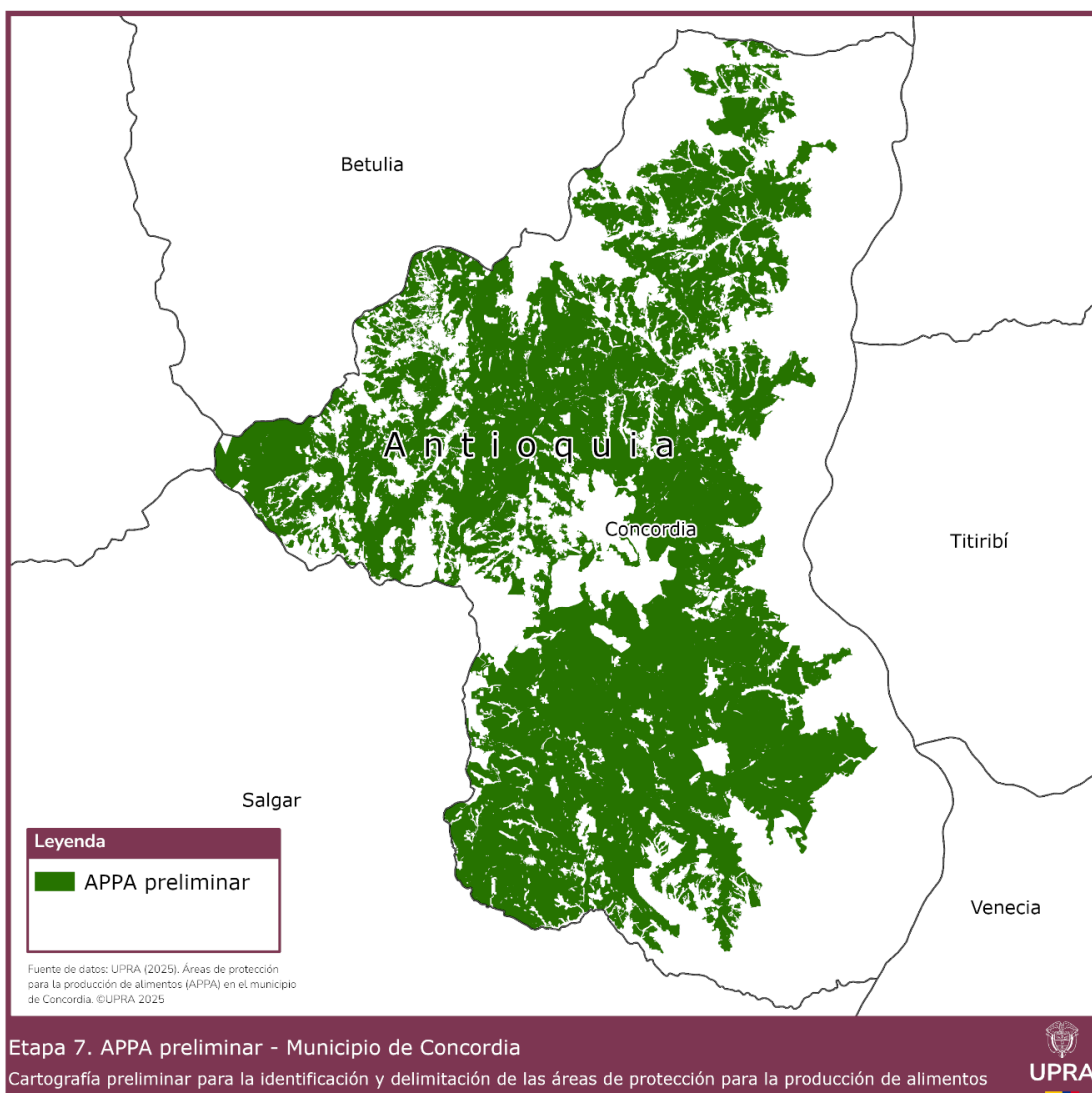 Betulia
Antioquia
Concordia
Titiribí
Salgar
Venecia
Leyenda
APPA preliminar
Fuente de datos: UPRA (2025). Áreas de protección
para la producción de alimentos (APPA) en el municipio
de Concordia. ©UPRA 2025
Etapa 7. APPA preliminar - Municipio de Concordia
Cartografía preliminar para la identificación y delimitación de las áreas de protección para la producción de alimentos
UPRA